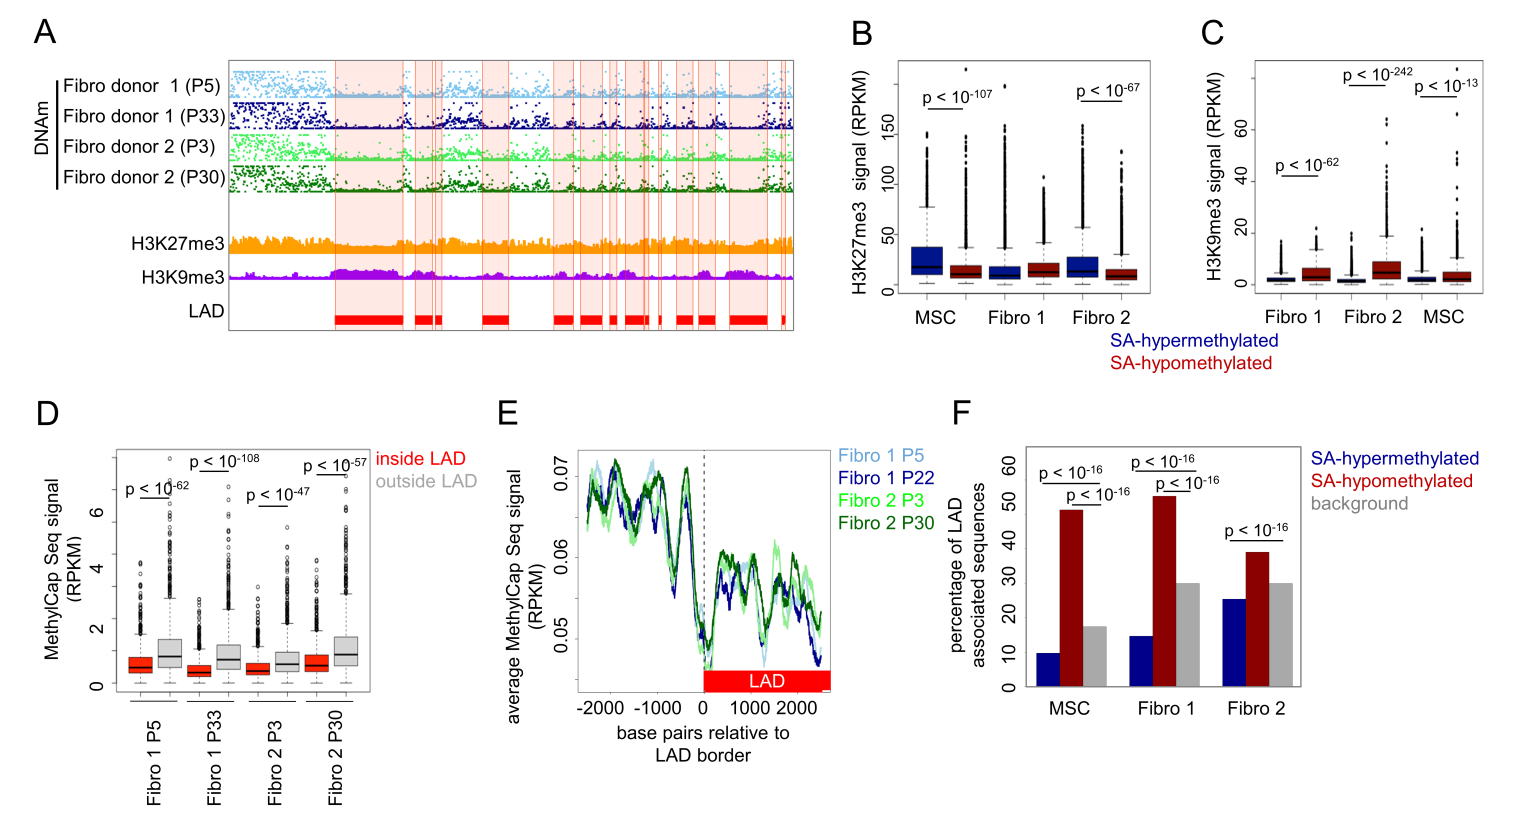 A
DNAm
Fibro donor 1 (P5)
Fibro donor 1 (P33)
Fibro donor 2 (P3)
Fibro donor 2 (P30)
H3K27me3
H3K9me3
LAD
B
H3K27me3 signal (RPKM)
150
100
50
0
p < 10-107
p < 10-67
MSC Fibro 1 Fibro 2
C
H3K9me3 signal (RPKM)
60
40
20
0
p < 10-62
p < 10-242
p < 10-13
Fibro 1 Fibro 2 MSC
SA-hypermethylated
SA-hypomethylated
D
MethylCap Seq signal
(RPKM)
6
4
2
0
p < 10-62
p < 10-108
p < 10-47
p < 10-57
inside LAD
outside LAD
Fibro 1 P5
Fibro 1 P33
Fibro 2 P3
Fibro 2 P30
E
average MethylCap Seq signal
(RPKM)
0.07
0.06
0.05
LAD
-2000 -1000 0 1000 2000
base pairs relative to
LAD border
Fibro 1 P5
Fibro 1 P22
Fibro 2 P3
Fibro 2 P30
F
percentage of LAD
associated sequences
60
50
40
30
20
10
0
p < 10-16
p < 10-16
p < 10-16
p < 10-16
p < 10-16
MSC Fibro 1 Fibro 2
SA-hypermethylated
SA-hypomethylated
background